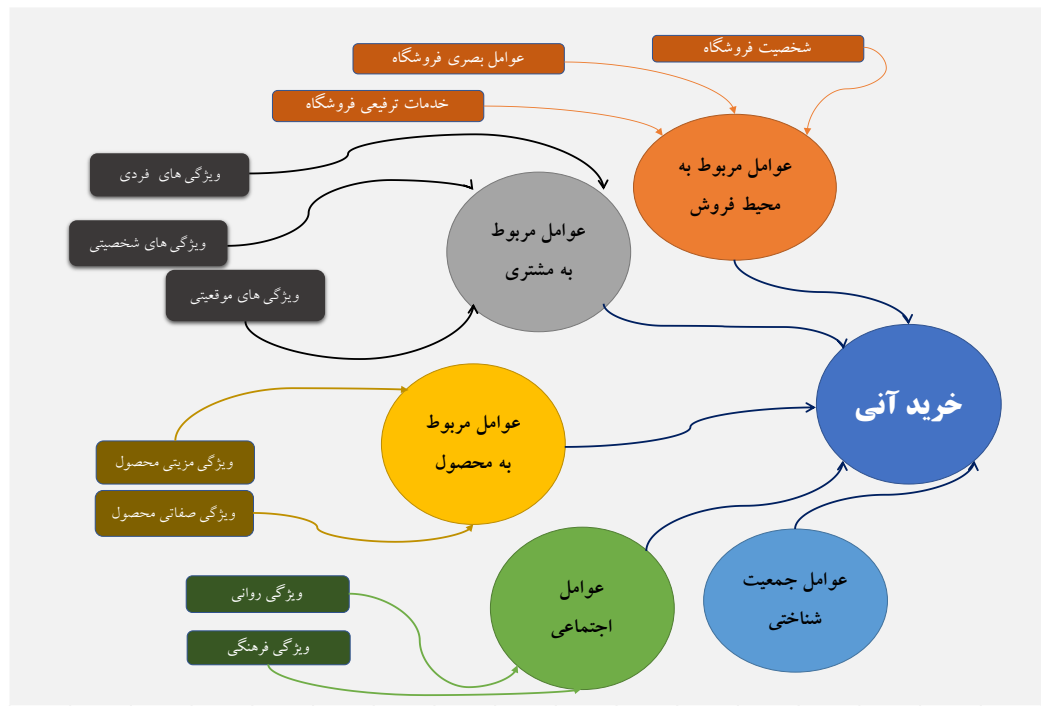 شخصیت فروشگاه
عوامل بصری فروشگاه
خدمات ترفیعی فروشگاه
عوامل مربوط به
محیط فروش
ویژگی های  فردی
ویژگی های شخصیتی
ویژگی های موقعیتی
عوامل مربوط
به مشتری
خرید آنی
عوامل مربوط
به محصول
ویژگی مزیتی محصول
ویژگی صفاتی محصول
عوامل
اجتماعی
عوامل جمعیت
شناختی
ویژگی روانی
ویژگی فرهنگی